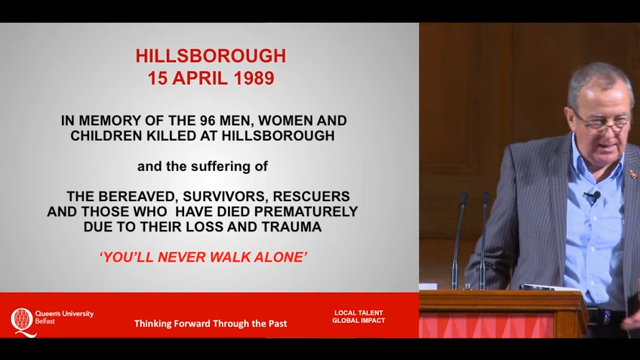 HILLSBOROUGH
15 APRIL 1989
IN MEMORY OF THE 96 MEN, WOMEN AND
CHILDREN KILLED AT HILLSBOROUGH
and the suffering of
THE BEREAVED, SURVIVORS, RESCUERS
AND THOSE WHO HAVE DIED PREMATURELY
DUE TO THEIR LOSS AND TRAUMA
‘YOU’LL NEVER WALK ALONE’
Queen's University
Belfast
Thinking Forward Through the Past
LOCAL TALENT
GLOBAL IMPACT